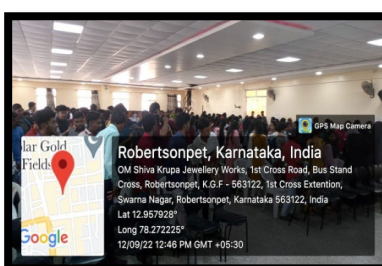 GPS Map Camera
lar Gold
Fields
Google
Robertsonpet, Karnataka, India
OM Shiva Krupa Jewellery Works, 1st Cross Road, Bus Stand
Cross, Robertsonpet, K.G.F - 563122, 1st Cross Extention,
Swarna Nagar, Robertsonpet, Karnataka 563122, India
Lat 12.957928°
Long 78.272225°
12/09/22 12:46 PM GMT +05:30